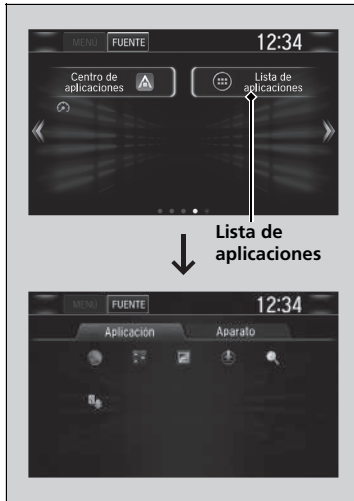 MENU FUENTE 12:34
Centro de
aplicaciones
Lista de
aplicaciones
Lista de
aplicaciones
MENU FUENTE 12:34
Aplicación Aparato